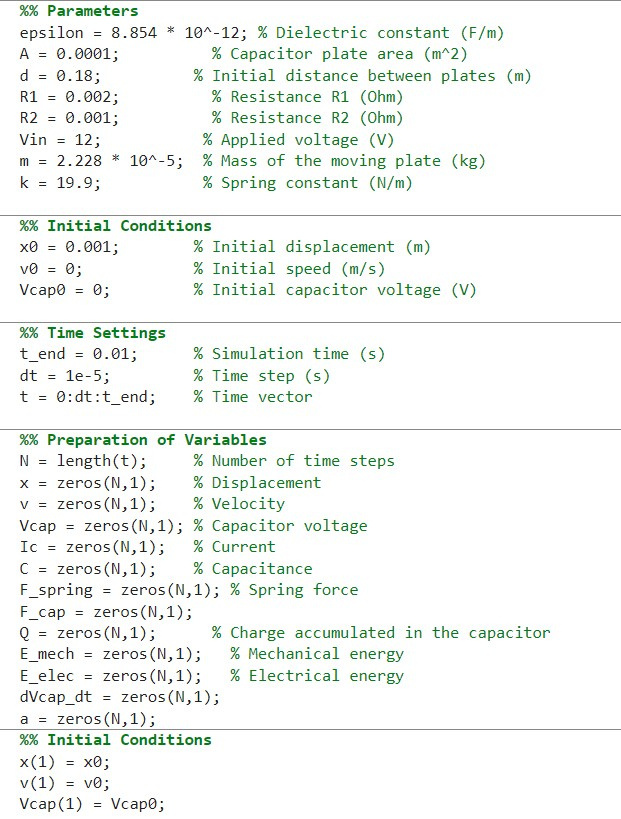 %% Parameters
epsilon = 8.854 * 10^-12; % Dielectric constant (F/m)
A = 0.0001; % Capacitor plate area (m^2)
d = 0.18; % Initial distance between plates (m)
R1 = 0.002; % Resistance R1 (Ohm)
R2 = 0.001; % Resistance R2 (Ohm)
Vin = 12; % Applied voltage (V)
m = 2.228 * 10^-5; % Mass of the moving plate (kg)
k = 19.9; % Spring constant (N/m)
%% Initial Conditions
x0 = 0.001; % Initial displacement (m)
v0 = 0; % Initial speed (m/s)
Vcap0 = 0; % Initial capacitor voltage (V)
%% Time Settings
t_end = 0.01; % Simulation time (s)
dt = 1e-5; % Time step (s)
t = 0:dt:t_end; % Time vector
%% Preparation of Variables
N = length(t); % Number of time steps
x = zeros(N,1); % Displacement
v = zeros(N,1); % Velocity
Vcap = zeros(N,1); % Capacitor voltage
Ic = zeros(N,1); % Current
C = zeros(N,1); % Capacitance
F_spring = zeros(N,1); % Spring force
F_cap = zeros(N,1);
Q = zeros(N,1); % Charge accumulated in the capacitor
E_mech = zeros(N,1); % Mechanical energy
E_elec = zeros(N,1); % Electrical energy
dVcap_dt = zeros(N,1);
a = zeros(N,1);
%% Initial Conditions
x(1) = x0;
v(1) = v0;
Vcap(1) = Vcap0;